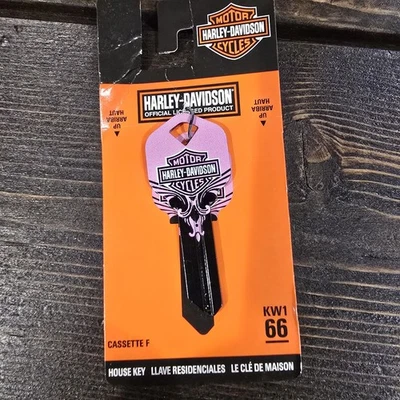 MOTOR
HARLEY-DAVIDSON
CYCLES
HARLEY-DAVIDSON
OFFICIAL LICENSED PRODUCT
UP
ARRIBA
HAUT
UP
ARRIBA
HAUT
MOTOR
HARLEY-DAVIDSON
CYCLES
KW1
66
CASSETTE F
HOUSE KEY LLAVE RESIDENCIALES LE CLÉ DE MAISON